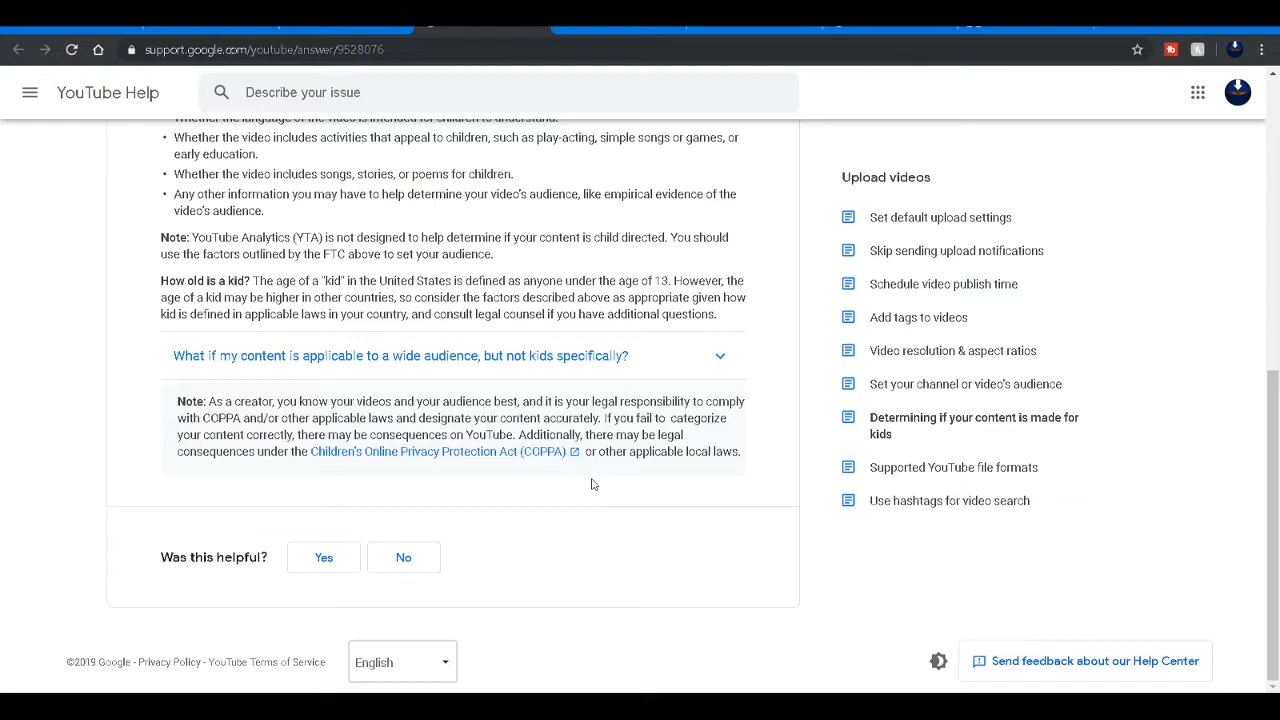 support.google.com/youtube/answer/9528076
YouTube Help
Describe your issue
Whether the language of the video is intended for children to understand.
• Whether the video includes activities that appeal to children, such as play-acting, simple songs or games, or
early education.
• Whether the video includes songs, stories, or poems for children.
• Any other information you may have to help determine your video's audience, like empirical evidence of the
video's audience.
Note: YouTube Analytics (YTA) is not designed to help determine if your content is child directed. You should
use the factors outlined by the FTC above to set your audience.
How old is a kid? The age of a "kid" in the United States is defined as anyone under the age of 13. However, the
age of a kid may be higher in other countries, so consider the factors described above as appropriate given how
kid is defined in applicable laws in your country, and consult legal counsel if you have additional questions.
What if my content is applicable to a wide audience, but not kids specifically?
Note: As a creator, you know your videos and your audience best, and it is your legal responsibility to comply
with COPPA and/or other applicable laws and designate your content accurately. If you fail to categorize
your content correctly, there may be consequences on YouTube. Additionally, there may be legal
consequences under the Children's Online Privacy Protection Act (COPPA) or other applicable local laws.
Was this helpful?
Yes
No
Upload videos
Set default upload settings
Skip sending upload notifications
Schedule video publish time
Add tags to videos
Video resolution & aspect ratios
Set your channel or video's audience
Determining if your content is made for
kids
Supported YouTube file formats
Use hashtags for video search
©2019 Google - Privacy Policy - YouTube Terms of Service
English
Send feedback about our Help Center